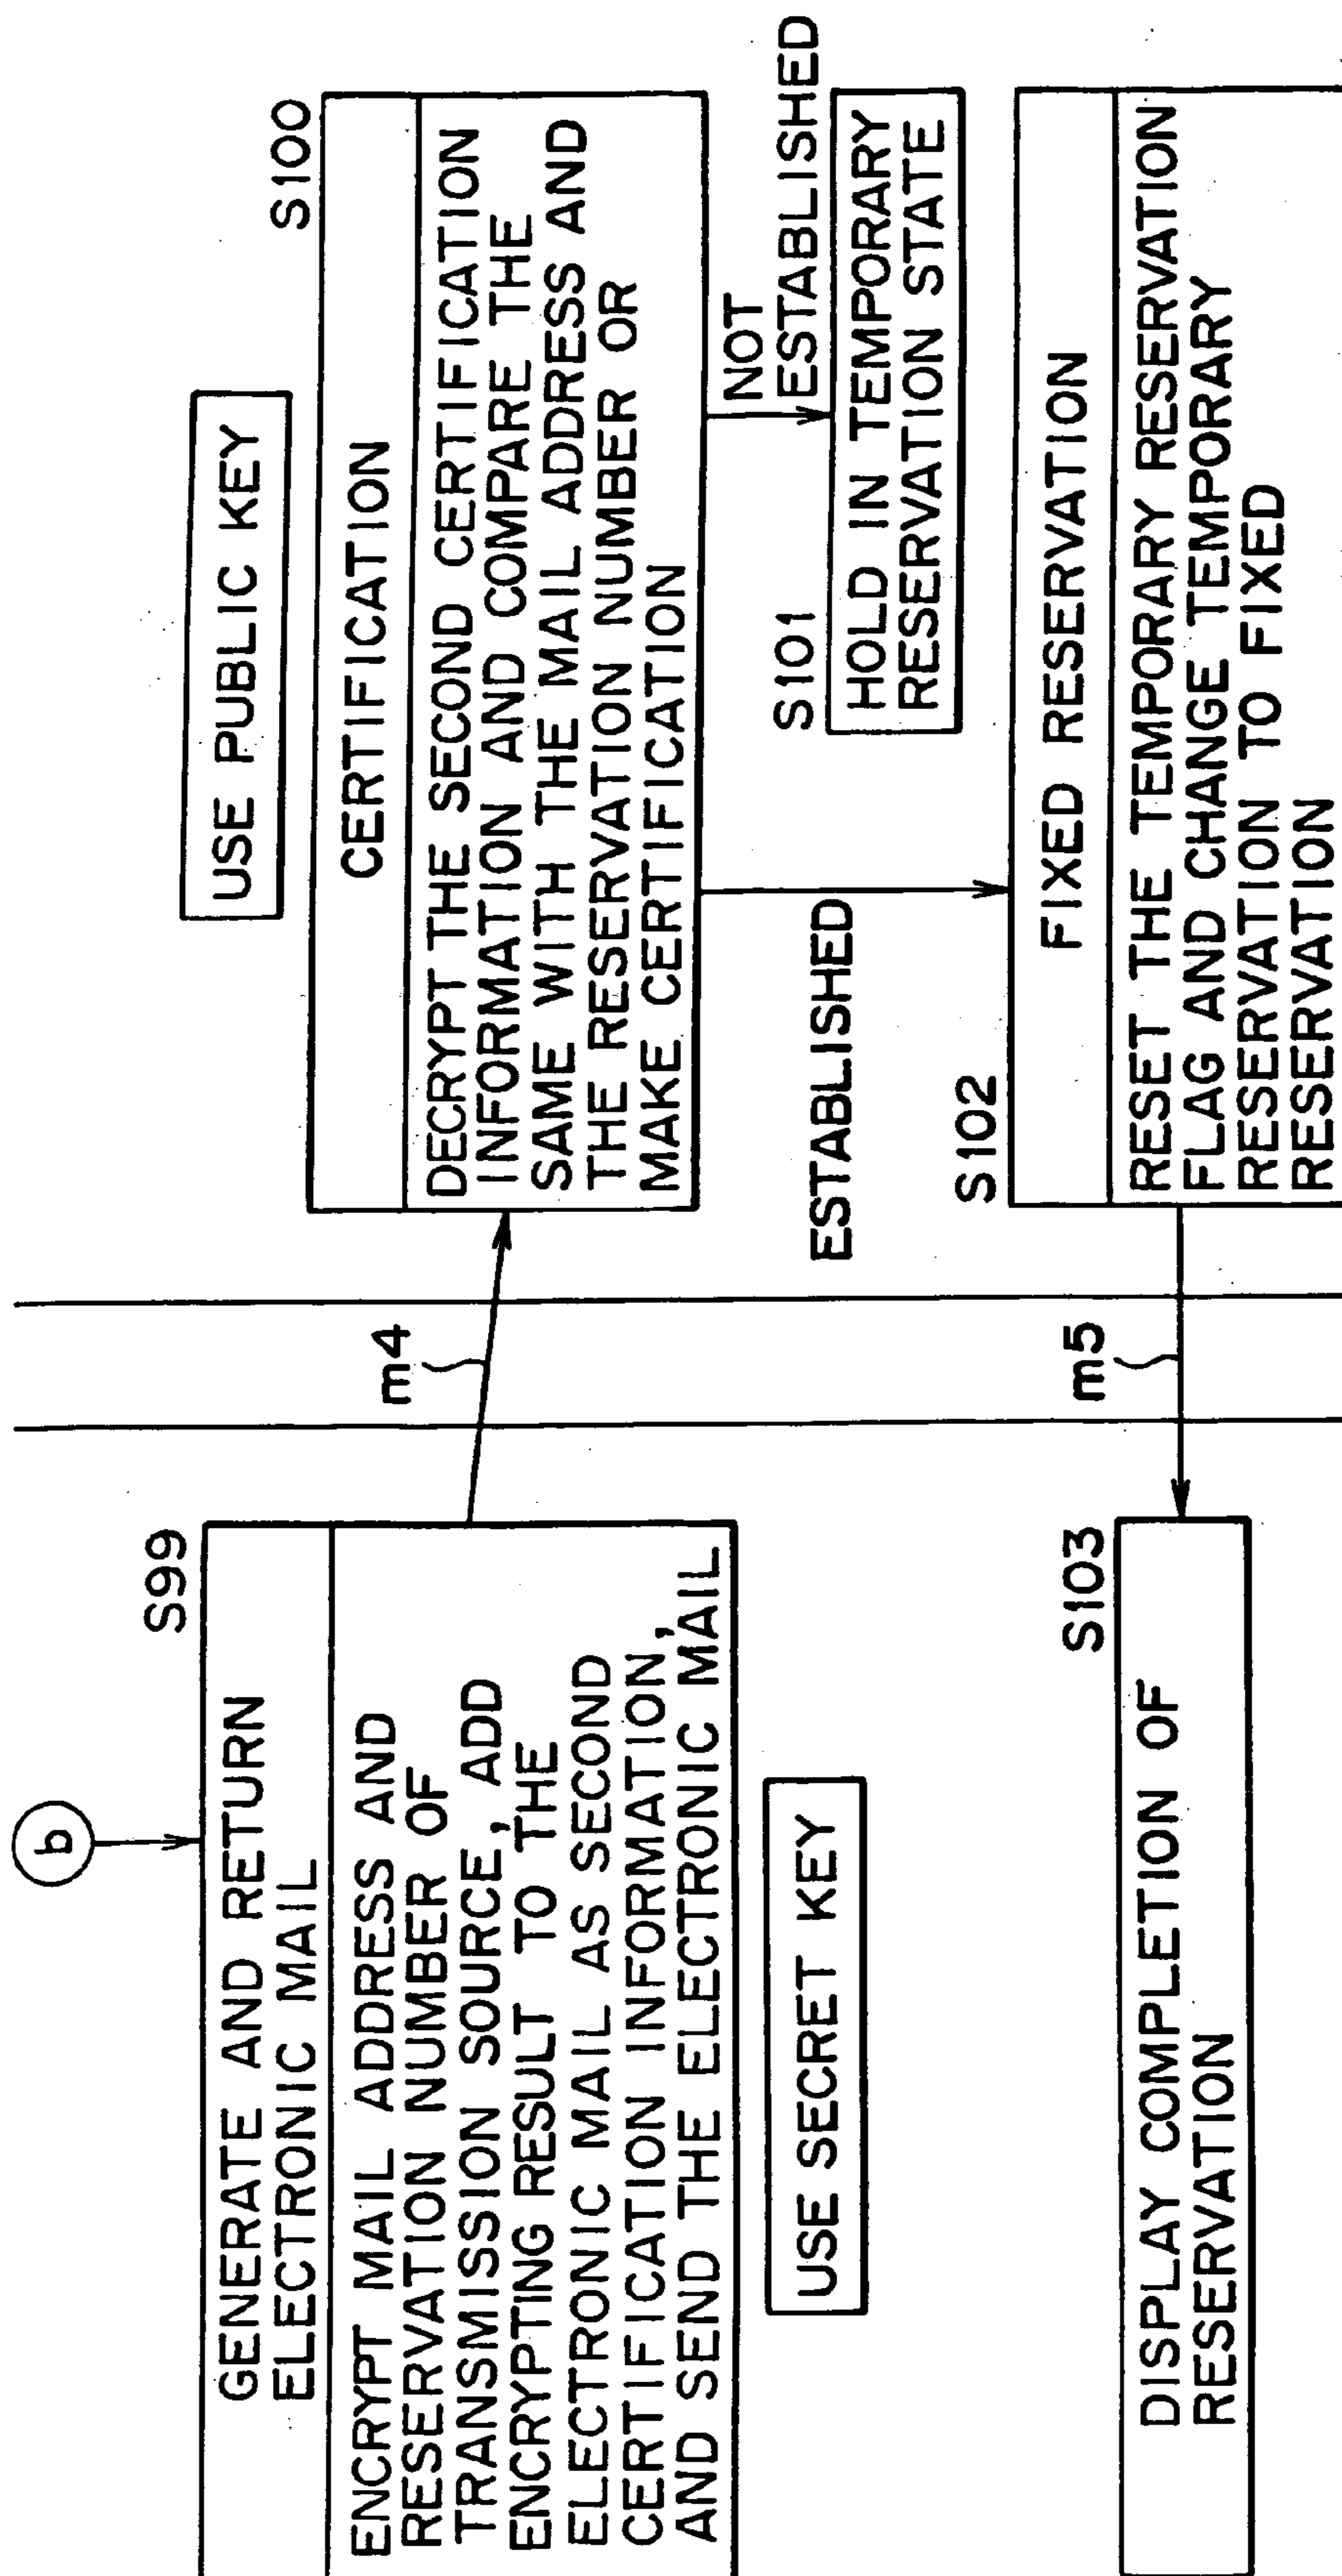 b
S99
GENERATE AND RETURN
ELECTRONIC MAIL
ENCRYPT MAIL ADDRESS AND
RESERVATION NUMBER OF
TRANSMISSION SOURCE, ADD
ENCRYPTING RESULT TO THE
ELECTRONIC MAIL AS SECOND
CERTIFICATION INFORMATION,
AND SEND THE ELECTRONIC MAIL
USE SECRET KEY
m4
USE PUBLIC KEY
S100
CERTIFICATION
DECRYPT THE SECOND CERTIFICATION
INFORMATION AND COMPARE THE
SAME WITH THE MAIL ADDRESS AND
THE RESERVATION NUMBER OR
MAKE CERTIFICATION
NOT
ESTABLISHED
S101
HOLD IN TEMPORARY
RESERVATION STATE
ESTABLISHED
S102
FIXED RESERVATION
RESET THE TEMPORARY RESERVATION
FLAG AND CHANGE TEMPORARY
RESERVATION TO FIXED
RESERVATION
m5
S103
DISPLAY COMPLETION OF
RESERVATION